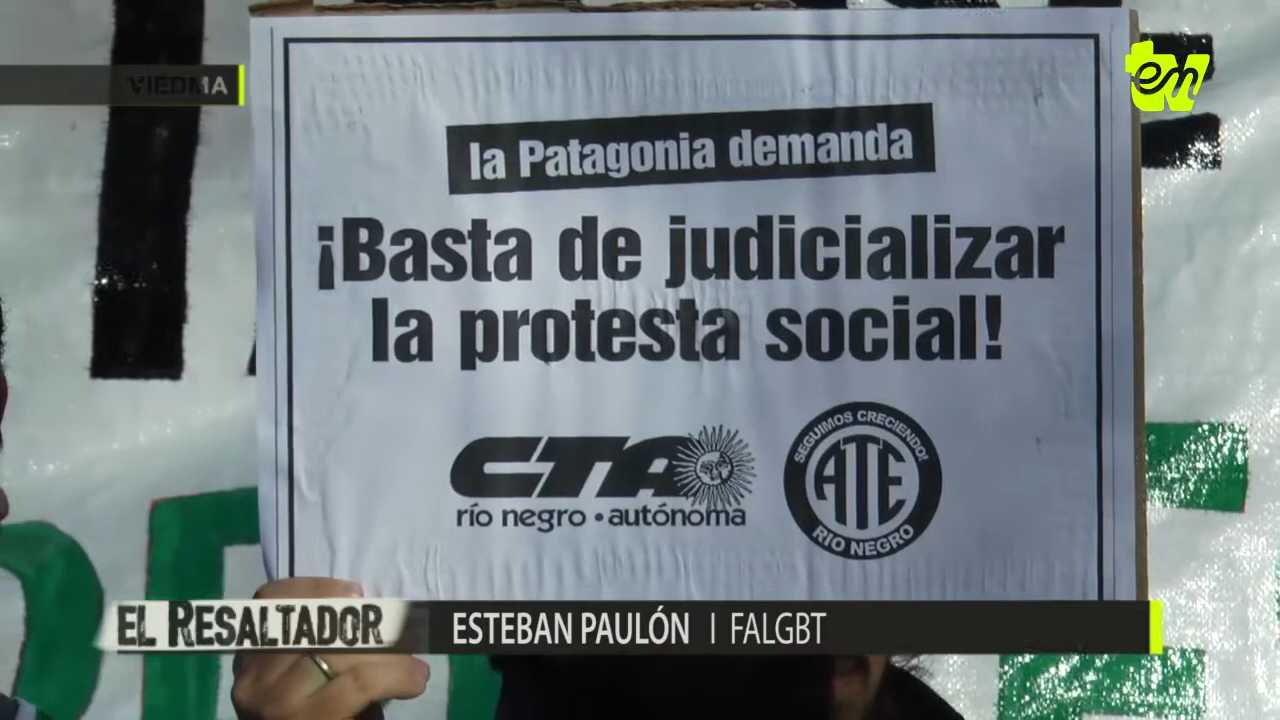 VIEDMA
em
la Patagonia demanda
¡Basta de judicializar
la protesta social!
CTA
río negro • autónoma
SEGUIMOS CRECIENDO!
ATE
RIO NEGRO
EL RESALTADOR
ESTEBAN PAULÓN | FALGBT